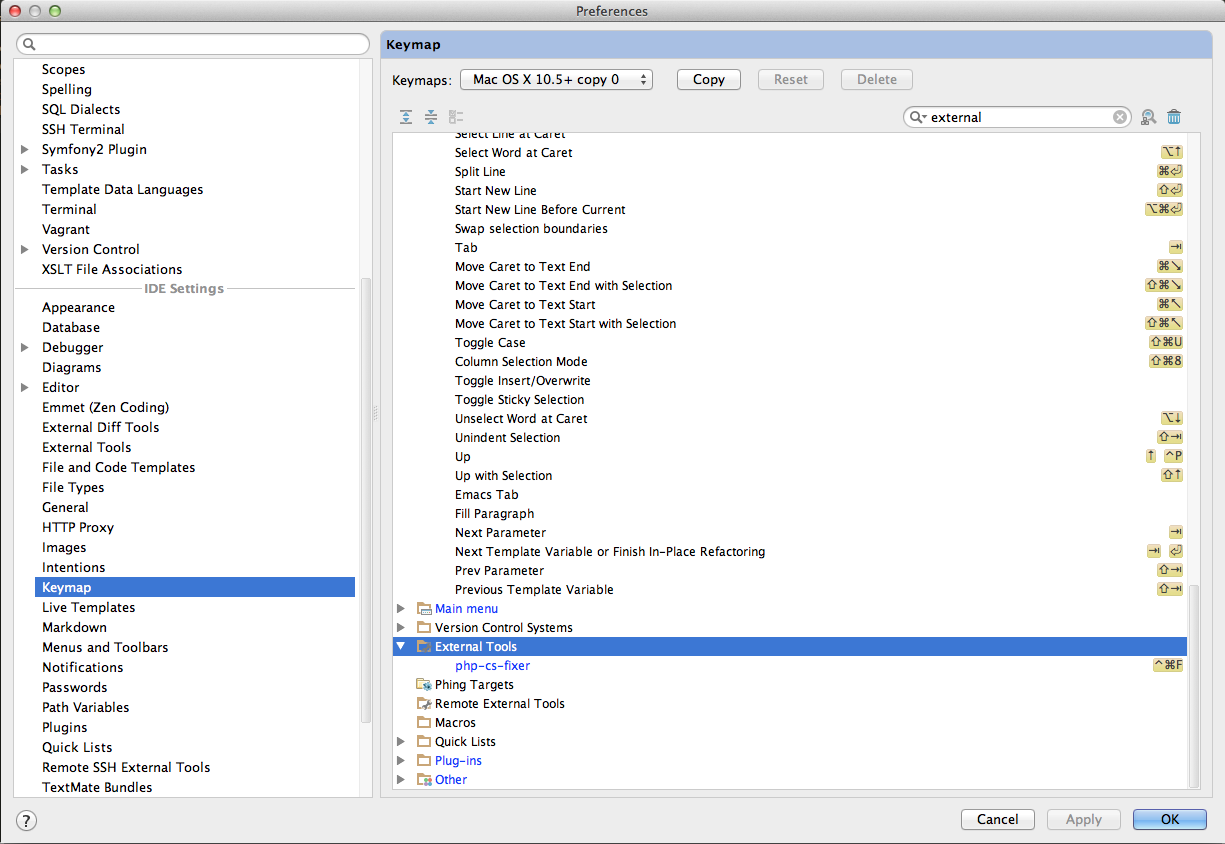 Preferences
Scopes
Spelling
SQL Dialects
SSH Terminal
Symfony2 Plugin
Tasks
Template Data Languages
Terminal
Vagrant
Version Control
XSLT File Associations
IDE Settings
Appearance
Database
Debugger
Diagrams
Editor
Emmet (Zen Coding)
External Diff Tools
External Tools
File and Code Templates
File Types
General
HTTP Proxy
Images
Intentions
Keymap
Live Templates
Markdown
Menus and Toolbars
Notifications
Passwords
Path Variables
Plugins
Quick Lists
Remote SSH External Tools
TextMate Bundles
Keymap
Keymaps: Mac OS X 10.5+ copy 0 Copy Reset Delete
external
Select Line at Caret
Select Word at Caret ⌥↑
Split Line ⌘⏎
Start New Line ⇧⏎
Start New Line Before Current ⌥⌘⏎
Swap selection boundaries
Tab ⇥
Move Caret to Text End ⌘↘
Move Caret to Text End with Selection ⇧⌘↘
Move Caret to Text Start ⌘↖
Move Caret to Text Start with Selection ⇧⌘↖
Toggle Case ⇧⌘U
Column Selection Mode ⇧⌘8
Toggle Insert/Overwrite
Toggle Sticky Selection
Unselect Word at Caret ⌥↓
Unindent Selection ⇧⇥
Up ↑ ^P
Up with Selection ⇧↑
Emacs Tab
Fill Paragraph
Next Parameter ⇥
Next Template Variable or Finish In-Place Refactoring ⇥ ⏎
Prev Parameter ⇧⇥
Previous Template Variable ⇧⇥
Main menu
Version Control Systems
External Tools
php-cs-fixer ^⌘F
Phing Targets
Remote External Tools
Macros
Quick Lists
Plug-ins
Other
?
Cancel Apply OK